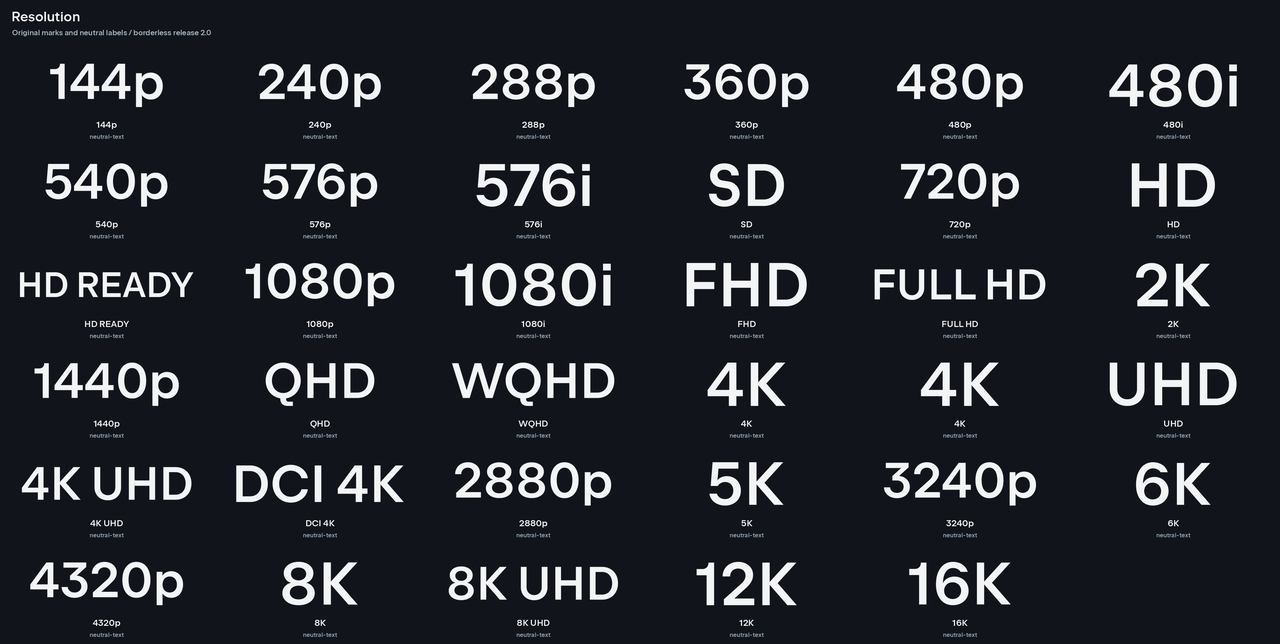 Resolution
Original marks and neutral labels / borderless release 2.0
144p 240p 288p 360p 480p 480i
144p 240p 288p 360p 480p 480i
neutral-text neutral-text neutral-text neutral-text neutral-text neutral-text
540p 576p 576i SD 720p HD
540p 576p 576i SD 720p HD
neutral-text neutral-text neutral-text neutral-text neutral-text neutral-text
HD READY 1080p 1080i FHD FULL HD 2K
HD READY 1080p 1080i FHD FULL HD 2K
neutral-text neutral-text neutral-text neutral-text neutral-text neutral-text
1440p QHD WQHD 4K 4K UHD
1440p QHD WQHD 4K 4K UHD
neutral-text neutral-text neutral-text neutral-text neutral-text neutral-text
4K UHD DCI 4K 2880p 5K 3240p 6K
4K UHD DCI 4K 2880p 5K 3240p 6K
neutral-text neutral-text neutral-text neutral-text neutral-text neutral-text
4320p 8K 8K UHD 12K 16K
4320p 8K 8K UHD 12K 16K
neutral-text neutral-text neutral-text neutral-text neutral-text